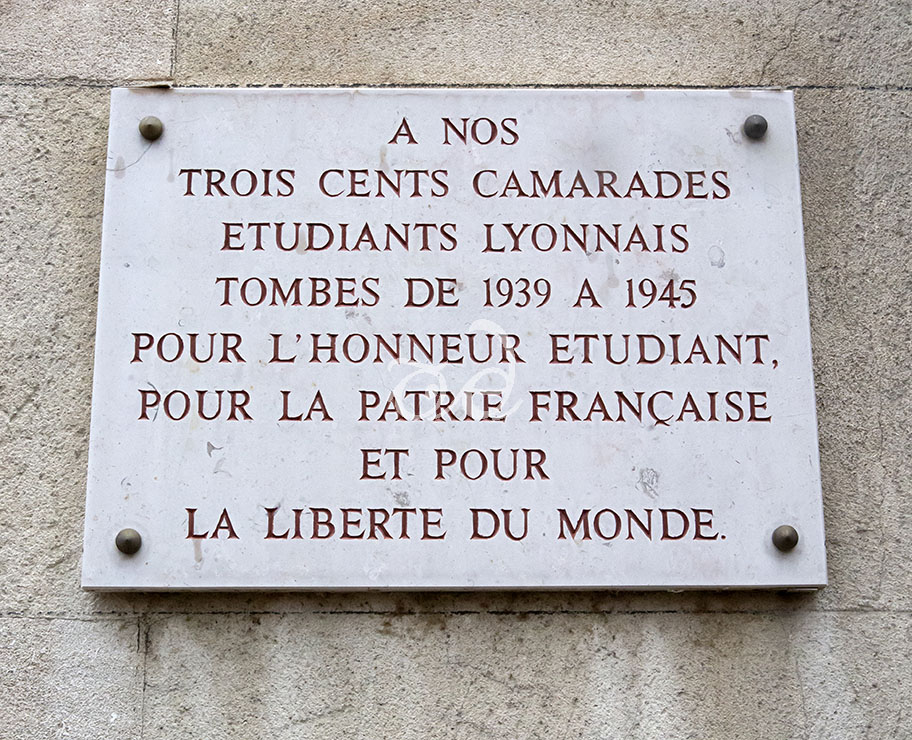 A NOS
TROIS CENTS CAMARADES
ETUDIANTS LYONNAIS
TOMBES DE 1939 A 1945
POUR L'HONNEUR ETUDIANT,
POUR LA PATRIE FRANÇAISE
ET POUR
LA LIBERTE DU MONDE.